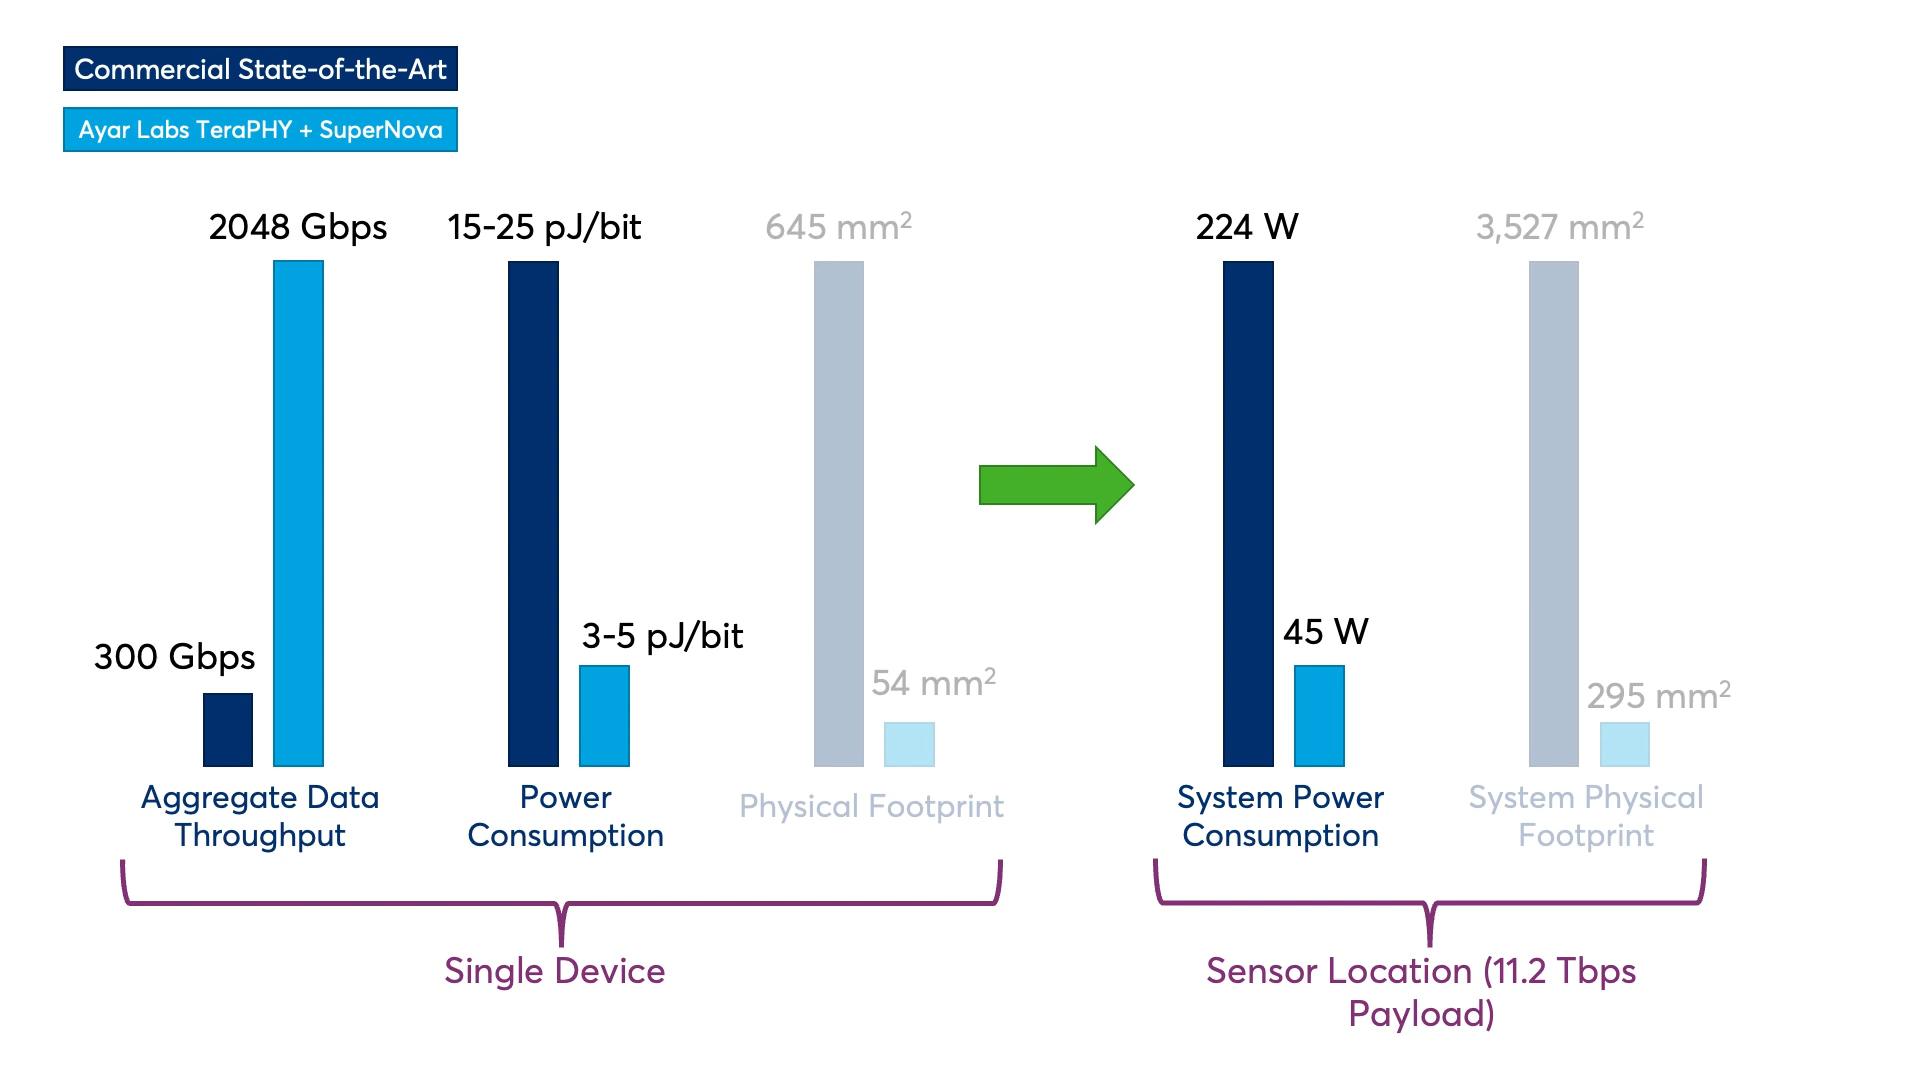 Commercial State-of-the-Art
Ayar Labs TeraPHY + SuperNova
2048 Gbps
15-25 pJ/bit
645 mm²
224 W
3,527 mm²
300 Gbps
3-5 pJ/bit
54 mm²
45 W
295 mm²
Aggregate Data
Throughput
Power
Consumption
Physical Footprint
System Power
Consumption
System Physical
Footprint
Single Device
Sensor Location (11.2 Tbps
Payload)